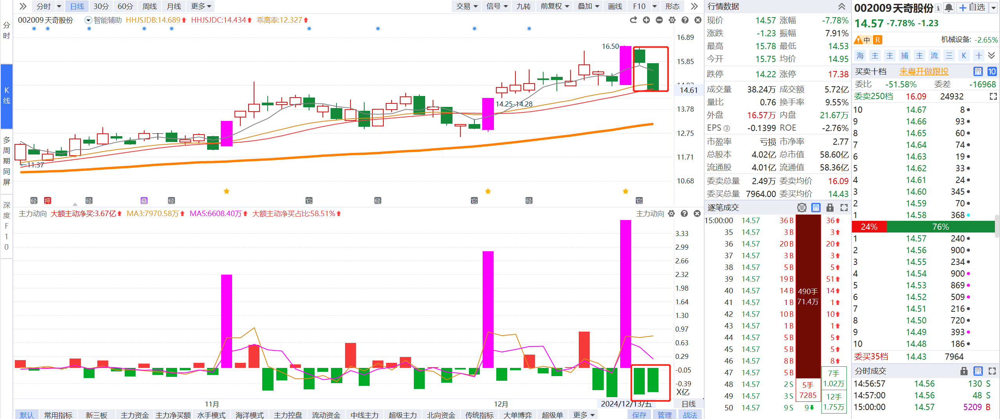 分时 日线 30分 60分 周线 月线 更多 交易 信号 九转 前复权 叠加 画线 F10 形态
002009 天奇股份 智能辅助 HHJSJDB:14.689 HHJSJDC:14.434 乖离率:12.327
分时
K线
多周期同屏
深度F10
16.89
15.85
14.61
13.78
12.75
11.71
10.68
16.50
14.25-14.28
←11.37
经 押 经 叠 经 它 经 它 经 它
主力动向 大额主动净买:3.67亿 MA3:7970.58万 MA5:6608.40万 大额主动净买占比:58.51% 主力动向
3.33
2.99
2.66
2.32
1.98
1.64
1.30
0.97
0.63
0.29
-0.05
-0.39
X亿
11月 12月 2024/12/13/五 日线
默认 常用指标 新三板 主力资金 主力净买额 水手模式 海洋模式 主力控盘 流动资金 中线主力 超级主力 北向资金 传统指标 大单博弈 超级单 更多 保存 管理 战法
行情数据
现价 14.57 涨幅 -7.78%
涨跌 -1.23 振幅 7.91%
最高 15.78 最低 14.53
今开 15.75 均价 14.95
跌停 14.22 涨停 17.38
成交量 38.24万 成交额 5.72亿
量比 0.76 换手率 9.55%
外盘 16.57万 内盘 21.67万
EPS③ -0.1399 ROE -2.76%
市盈率 亏损 市净率 2.77
总股本 4.02亿 总市值 58.60亿
流通股 4.01亿 流通值 58.36亿
委卖总量 2.49万 委卖均价 16.09
委买总量 7964.00 委买均价 14.43
逐笔成交 单 量
15:00:00 14.57 36 B 36
35 14.57 3 B 3
36 14.57 20 B 20
37 14.57 3 B 3
38 14.57 5 B 5
39 14.57 19 B 51
40 14.57 14 B 14
41 14.57 1 B 1
42 14.57 10 B 10
43 14.57 1 B 1
44 14.57 5 B 5
45 14.57 5 B 5
46 14.57 8 B 8
47 14.57 5 B
48 14.57 2 S
49 14.57 3 S
50 14.57 9 S 9
490手
71.4万
5手
7285
7手
1.02万
12手
1.75万
002009 天奇股份 i 自选
14.57 -7.78% -1.23
中 R 机械设备: -2.65%
海 主 主 捕 主 流 三 K 十
买卖十档 来粤开做跟投 量 10
委比 -51.58% 委差 -16968
委卖250档 16.09 24932
10 14.67 8
9 14.66 93
8 14.65 60
7 14.64 74
6 14.63 19
5 14.62 33
4 14.61 24
3 14.60 345
2 14.59 70
1 14.58 368
24% 76%
1 14.57 240
2 14.56 900
3 14.55 234
4 14.54 900
5 14.53 869
6 14.52 509
7 14.51 216
8 14.50 720
9 14.49 393
10 14.48 186
委买35档 14.43 7964
分时成交 量
14:56:57 14.56 130 S
14:57:00 14.56 48 S
15:00:00 14.57 5209 B